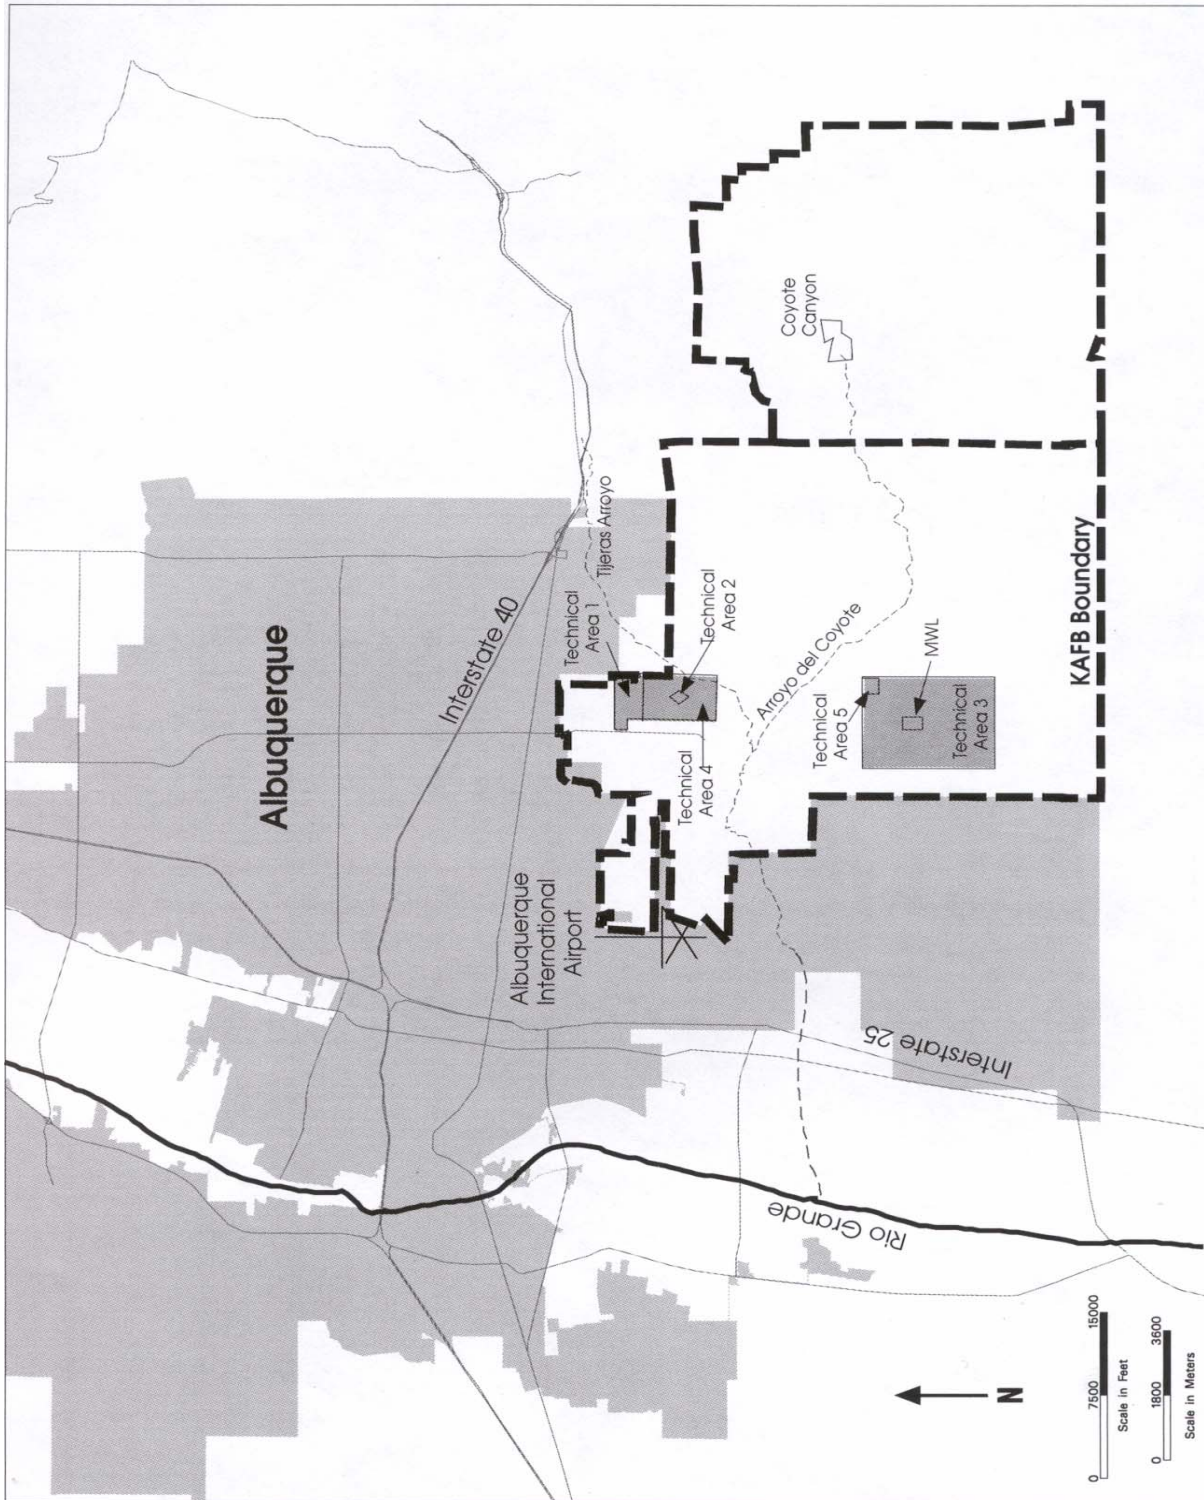 Albuquerque
Interstate 40
Tijeras Arroyo
Technical
Area 1
Technical
Area 2
Coyote
Canyon
Albuquerque
International
Airport
Technical
Area 4
Arroyo del Coyote
Technical
Area 5
MWL
Technical
Area 3
KAFB Boundary
Interstate 25
Rio Grande
N
0 7500 15000
Scale in Feet
0 1800 3600
Scale in Meters